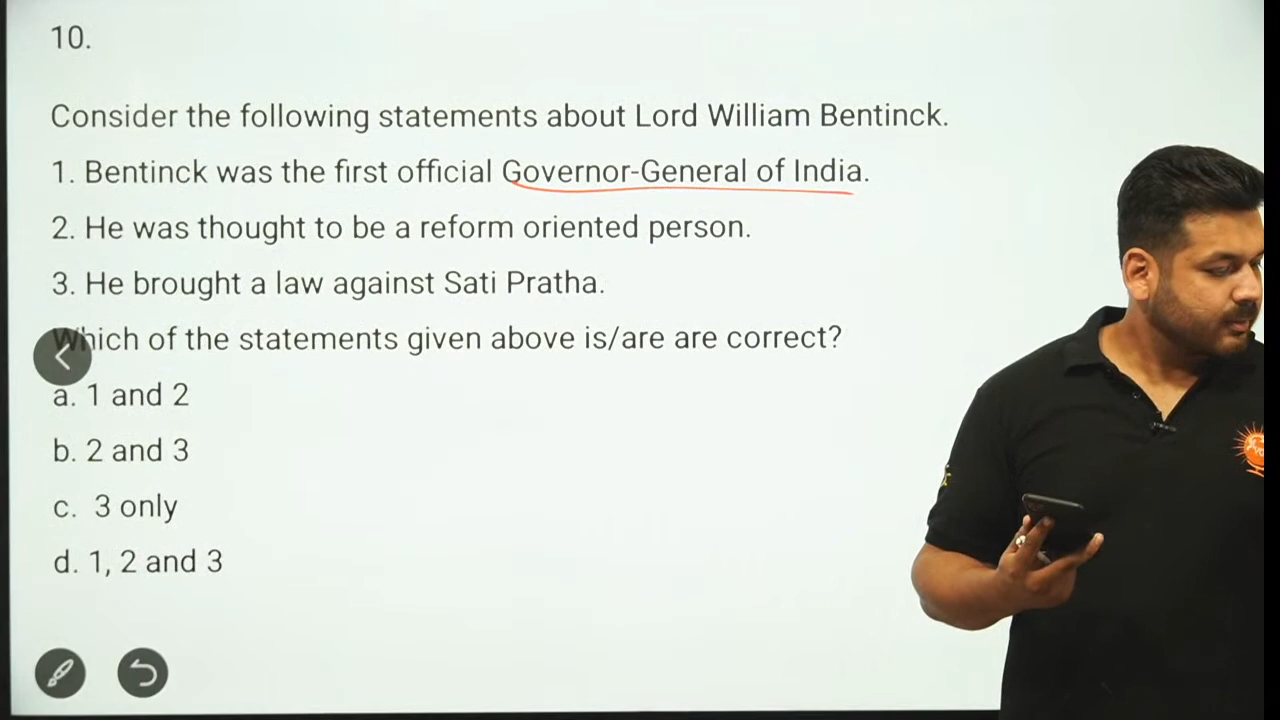 10.
Consider the following statements about Lord William Bentinck.
1. Bentinck was the first official Governor-General of India.
2. He was thought to be a reform oriented person.
3. He brought a law against Sati Pratha.
Which of the statements given above is/are are correct?
a. 1 and 2
b. 2 and 3
c. 3 only
d. 1, 2 and 3